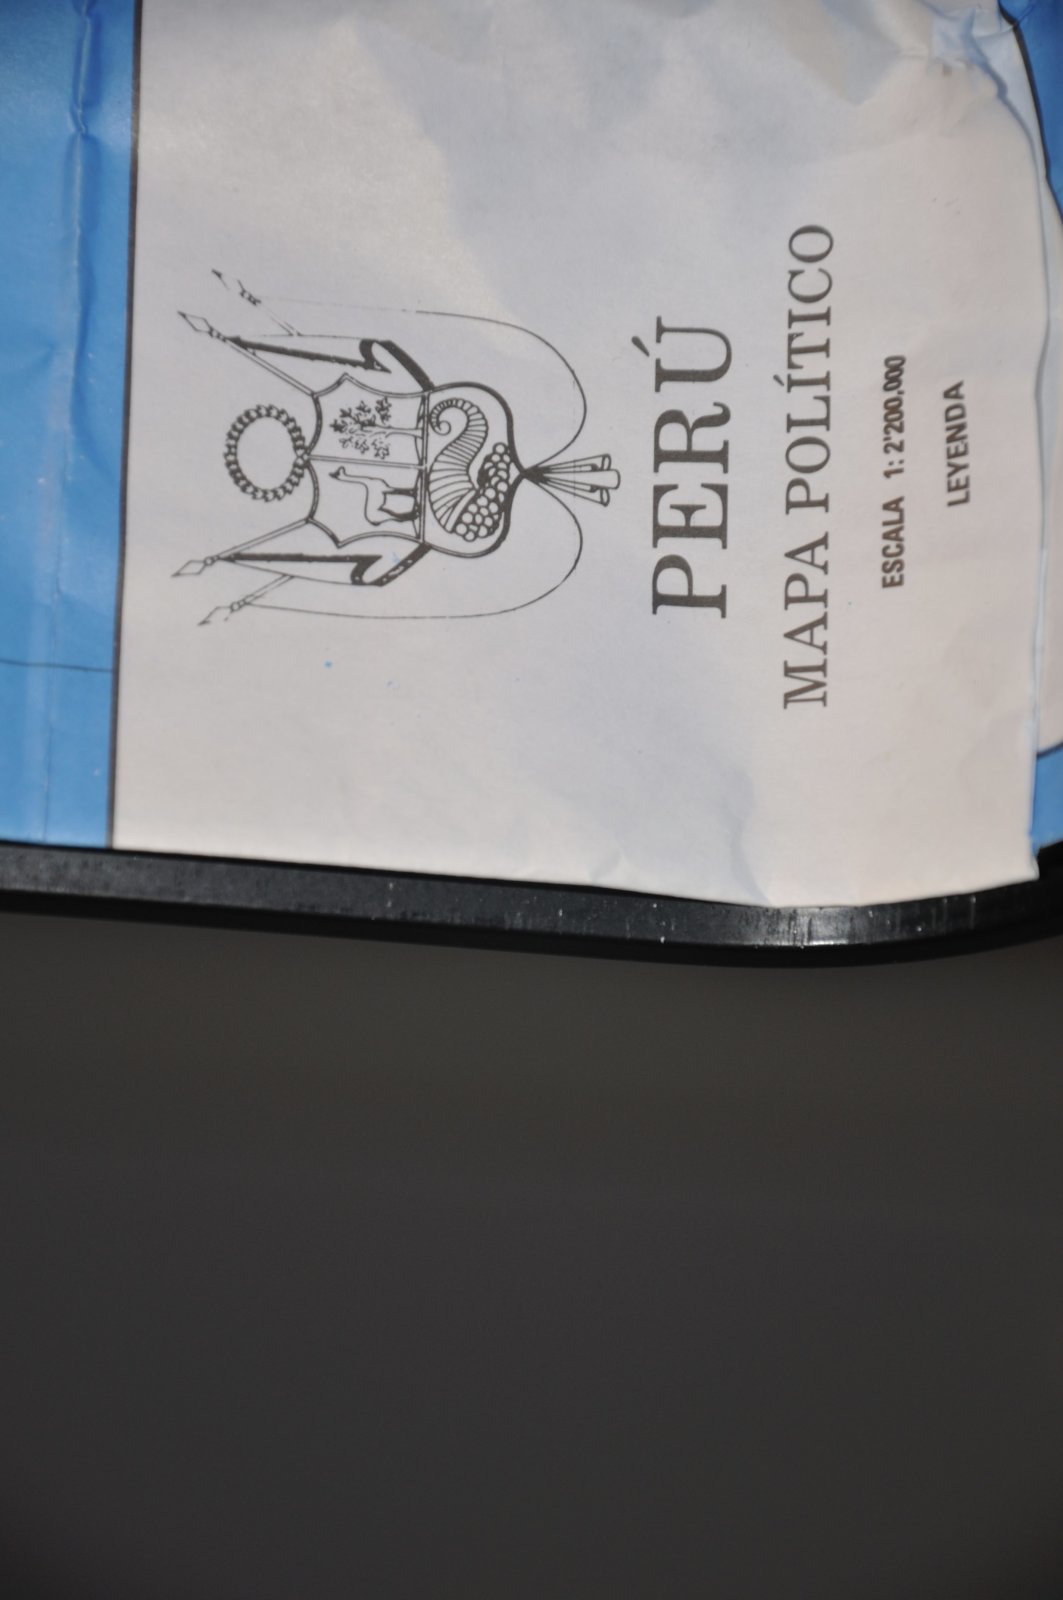 PERÚ
MAPA POLÍTICO
ESCALA 1: 2'200,000
LEYENDA